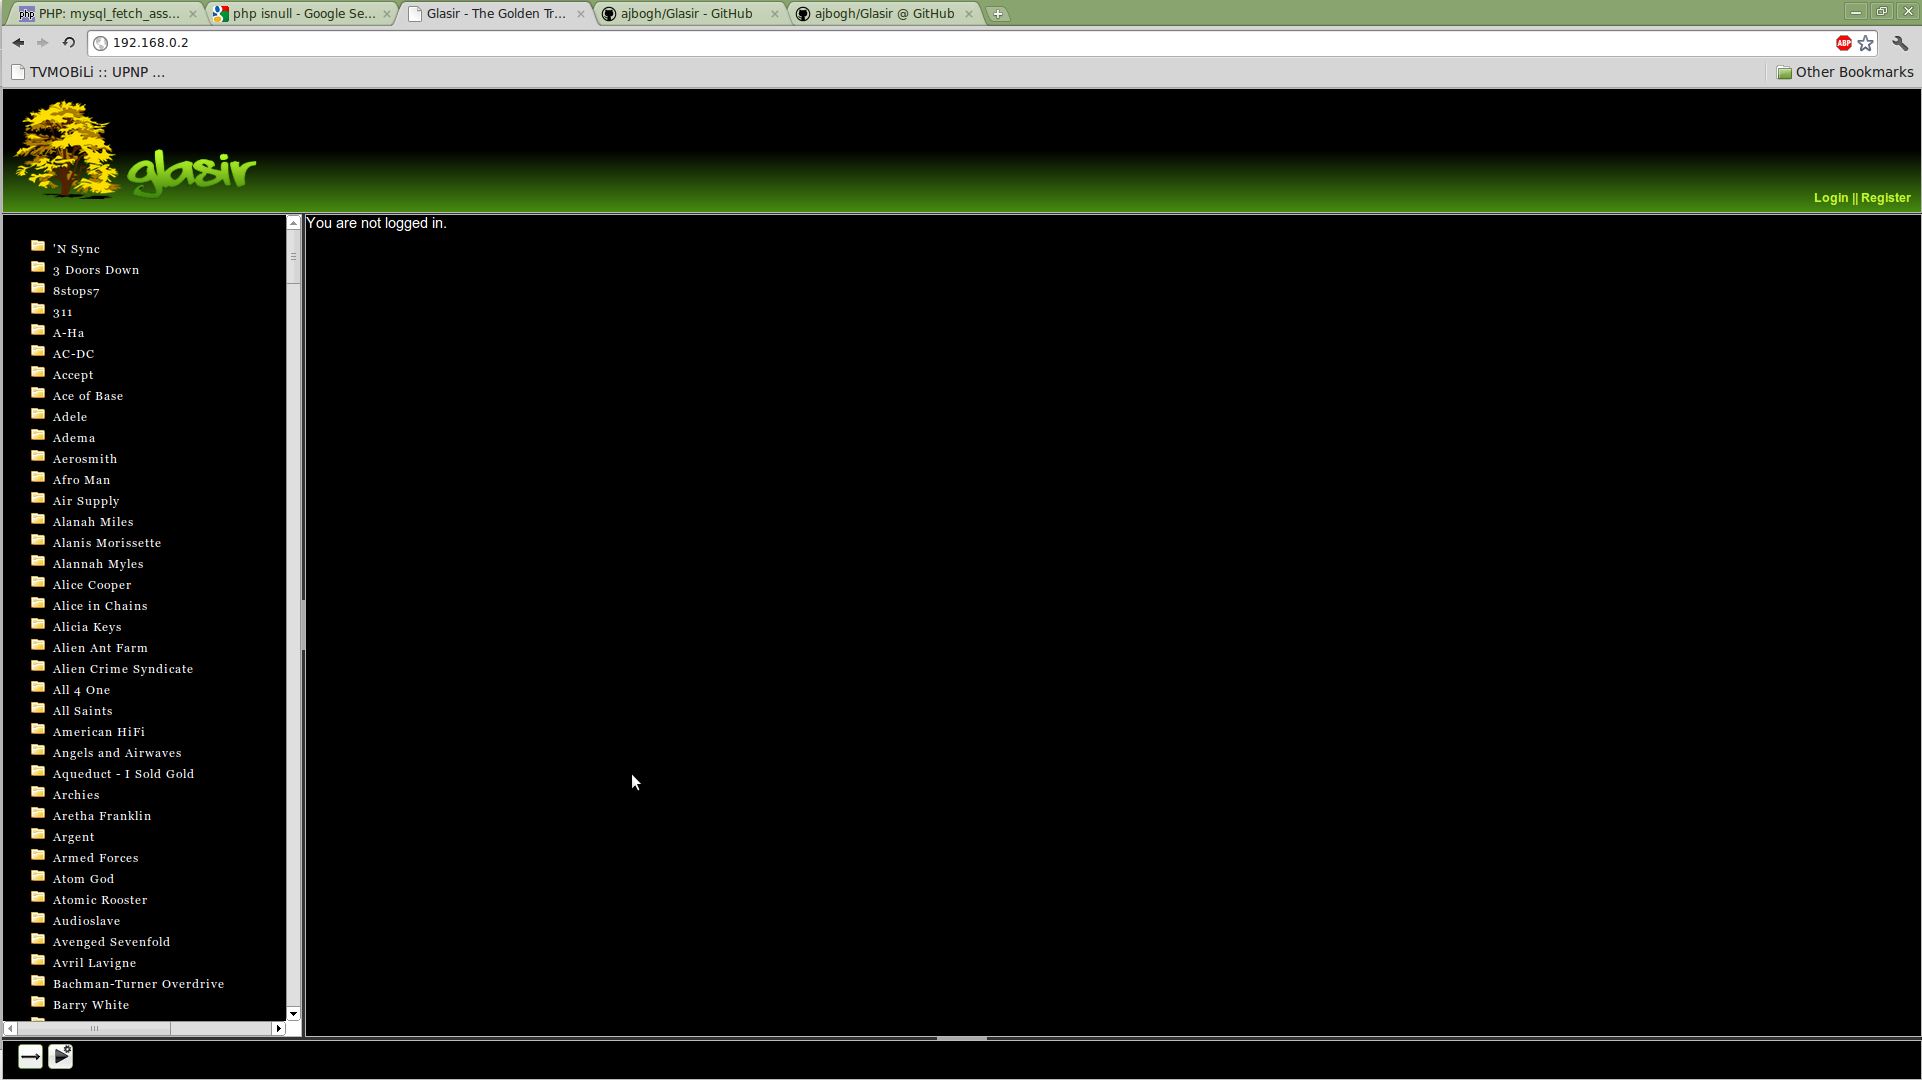 PHP: mysql_fetch_ass...
php isnull - Google Se...
Glasir - The Golden Tr...
ajbogh/Glasir - GitHub
ajbogh/Glasir @ GitHub
192.168.0.2
ABP
TVMOBiLi :: UPNP ...
Other Bookmarks
glasir
Login || Register
You are not logged in.
'N Sync
3 Doors Down
8stops7
311
A-Ha
AC-DC
Accept
Ace of Base
Adele
Adema
Aerosmith
Afro Man
Air Supply
Alanah Miles
Alanis Morissette
Alannah Myles
Alice Cooper
Alice in Chains
Alicia Keys
Alien Ant Farm
Alien Crime Syndicate
All 4 One
All Saints
American HiFi
Angels and Airwaves
Aqueduct - I Sold Gold
Archies
Aretha Franklin
Argent
Armed Forces
Atom God
Atomic Rooster
Audioslave
Avenged Sevenfold
Avril Lavigne
Bachman-Turner Overdrive
Barry White